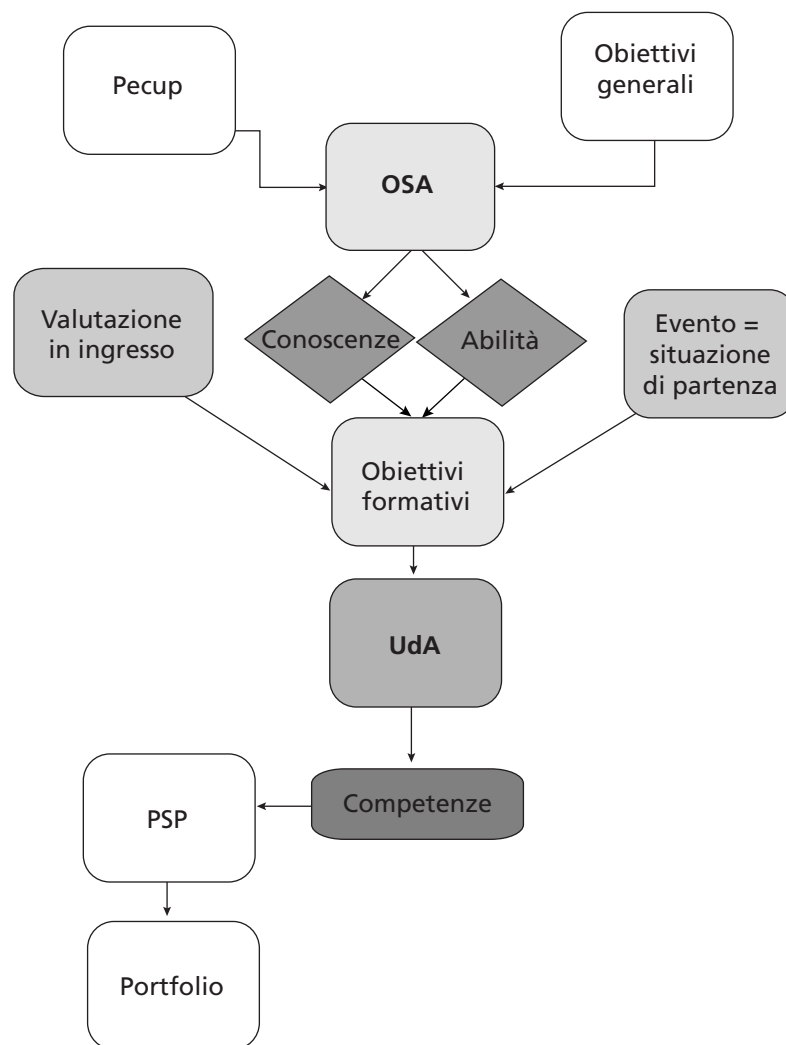 Pecup
Obiettivi
generali
OSA
Valutazione
in ingresso
Conoscenze
Abilità
Evento =
situazione
di partenza
Obiettivi
formativi
UdA
Competenze
PSP
Portfolio